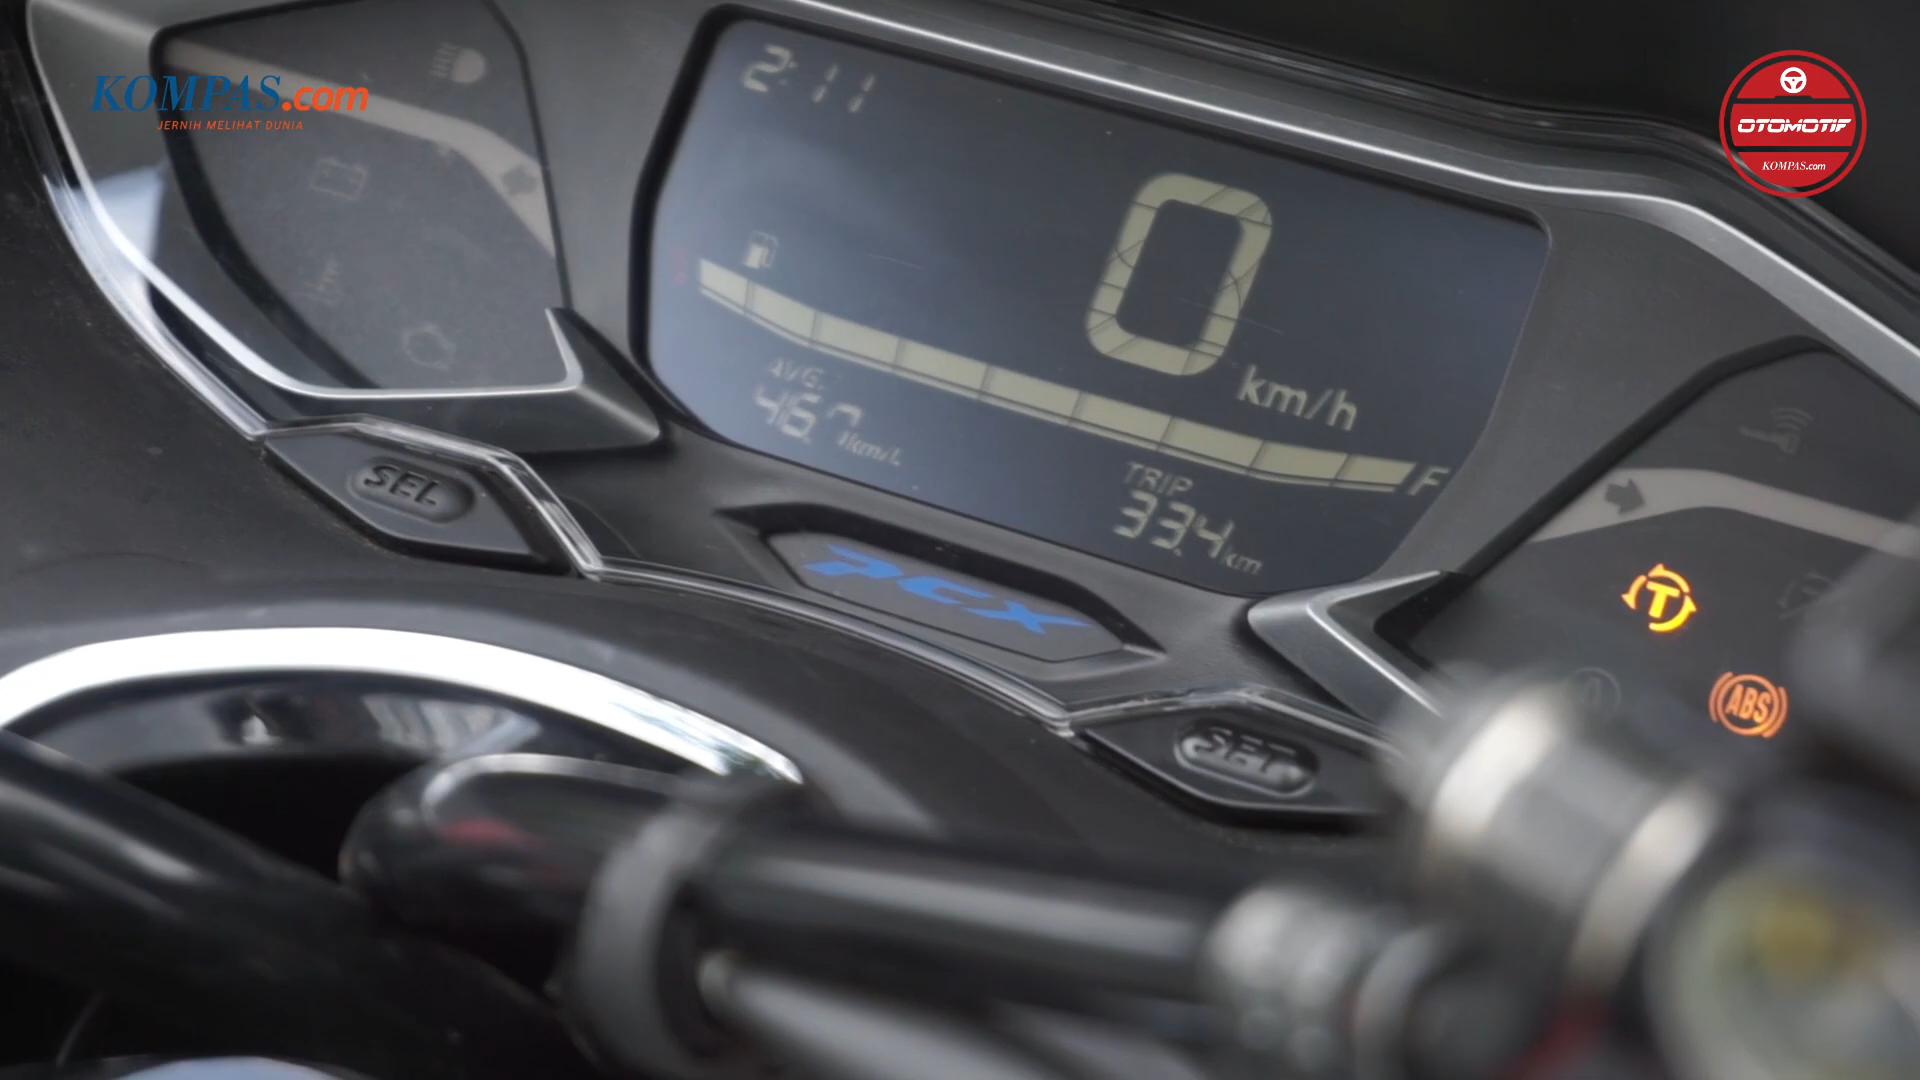 KOMPAS.com
JERNIH MELIHAT DUNIA
OTOMOTIF
KOMPAS.com
2:11
0
km/h
F
AVG.
46.7 km/L
TRIP
33.4 km
SEL
PCX
SET
T
ABS